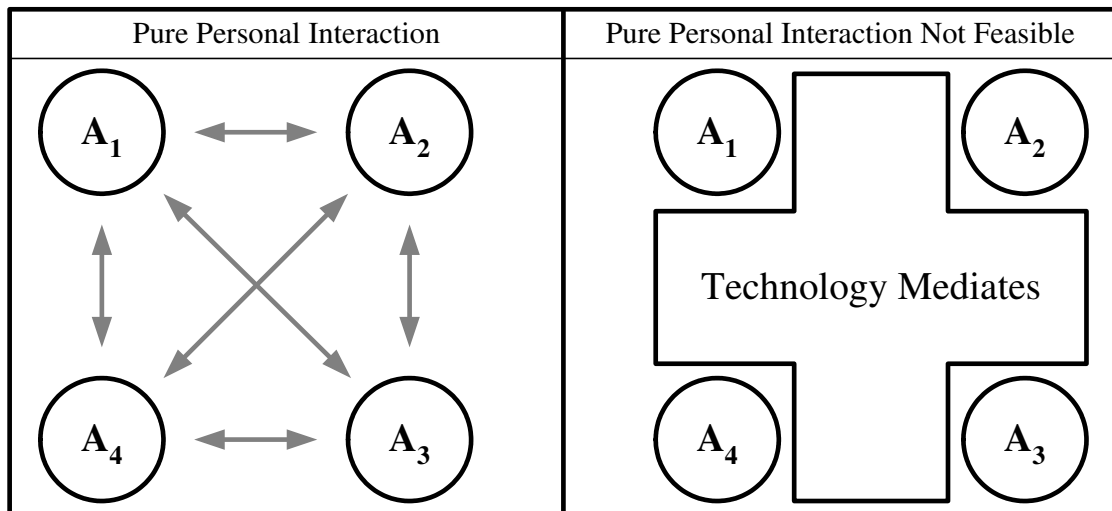 Pure Personal Interaction
Pure Personal Interaction Not Feasible
A₁
A₂
A₄
A₃
A₁
A₂
Technology Mediates
A₄
A₃